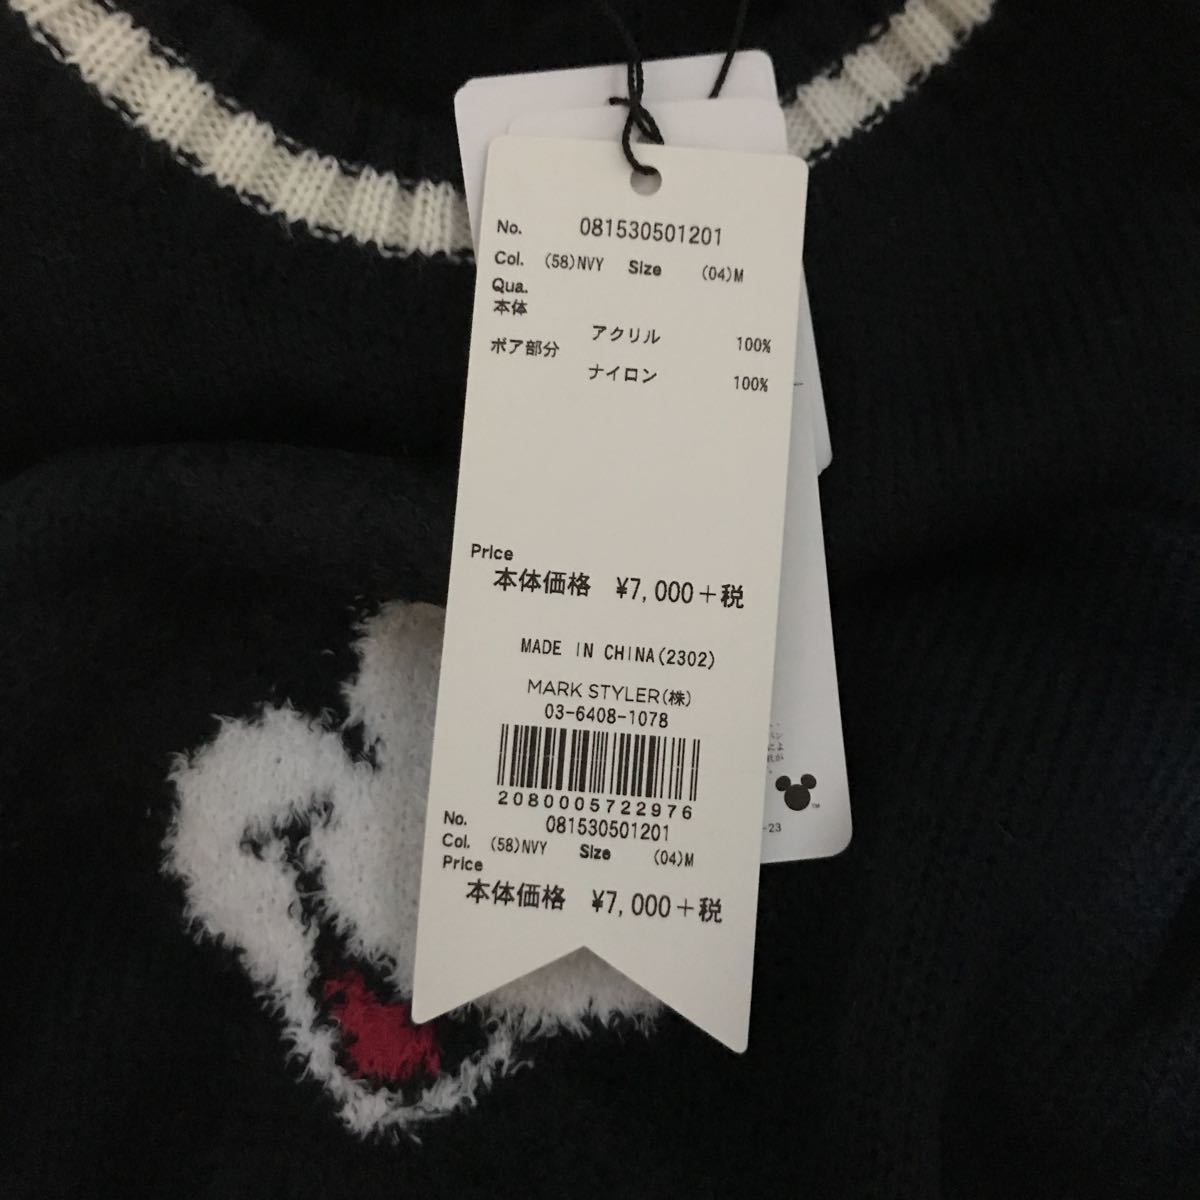 No. 081530501201
Col. (58)NVY Size (04)M
Qua.
本体
アクリル 100%
ボア部分
ナイロン 100%
Price
本体価格 ¥7,000+税
MADE IN CHINA(2302)
MARK STYLER(株)
03-6408-1078
2080005722976
No. 081530501201
Col. (58)NVY Size (04)M
Price
本体価格 ¥7,000+税
TM
-23